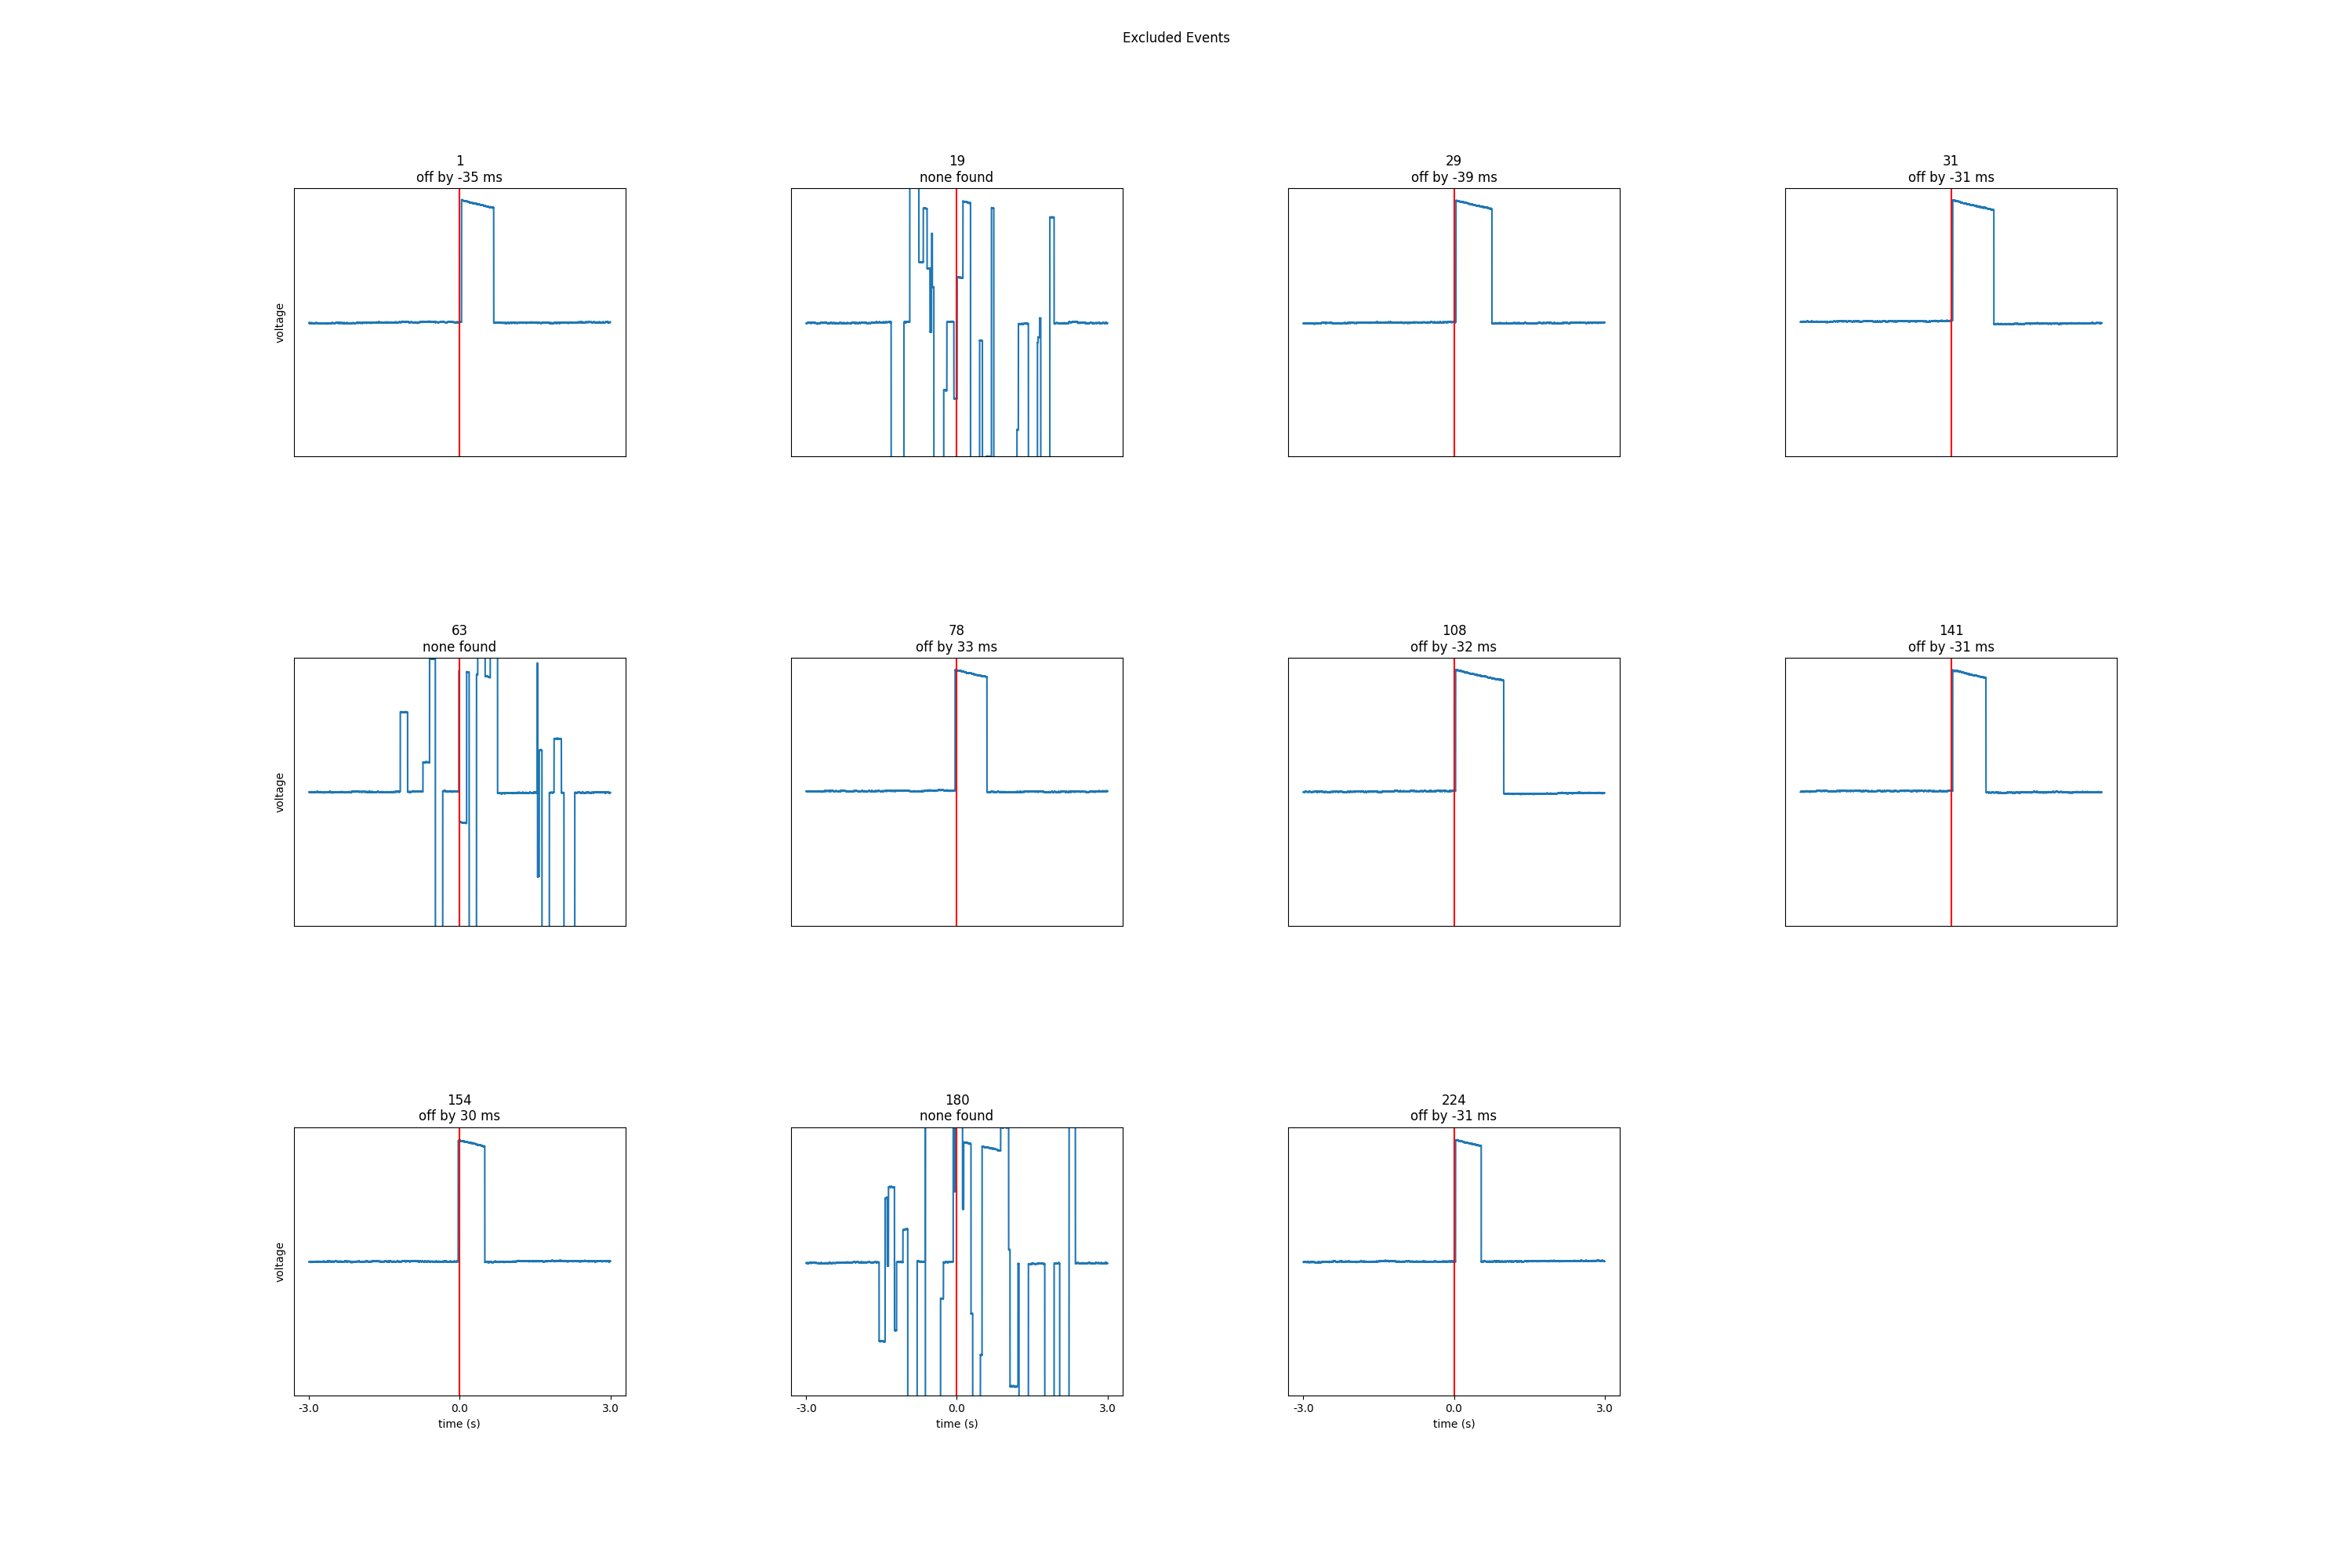 Excluded Events
1
off by -35 ms
19
none found
29
off by -39 ms
31
off by -31 ms
voltage
63
none found
78
off by 33 ms
108
off by -32 ms
141
off by -31 ms
voltage
154
off by 30 ms
180
none found
224
off by -31 ms
voltage
-3.0 0.0 3.0
time (s)
-3.0 0.0 3.0
time (s)
-3.0 0.0 3.0
time (s)